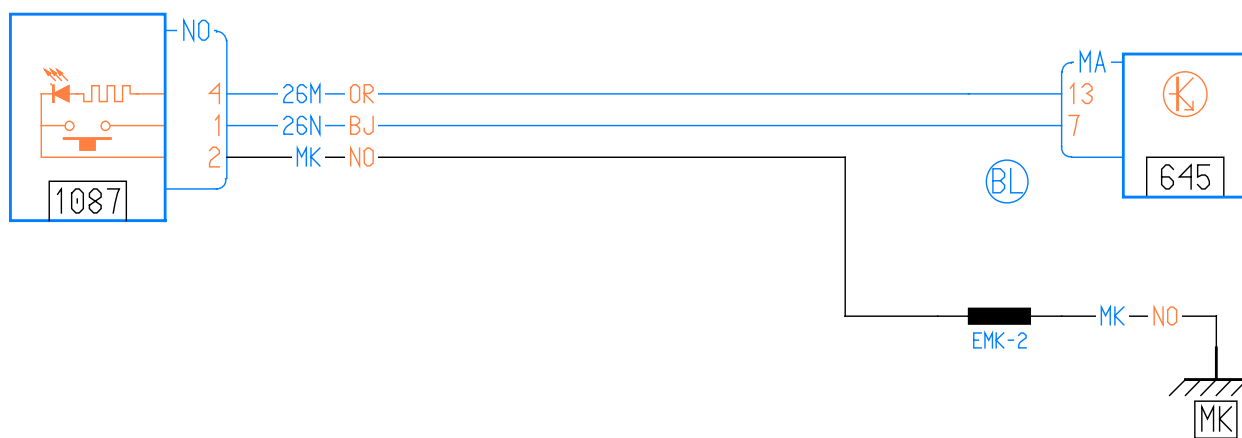 NO
MA
4 26M OR 13
1 26N BJ 7
2 MK NO
BL
645
1087
MK NO
EMK-2
MK